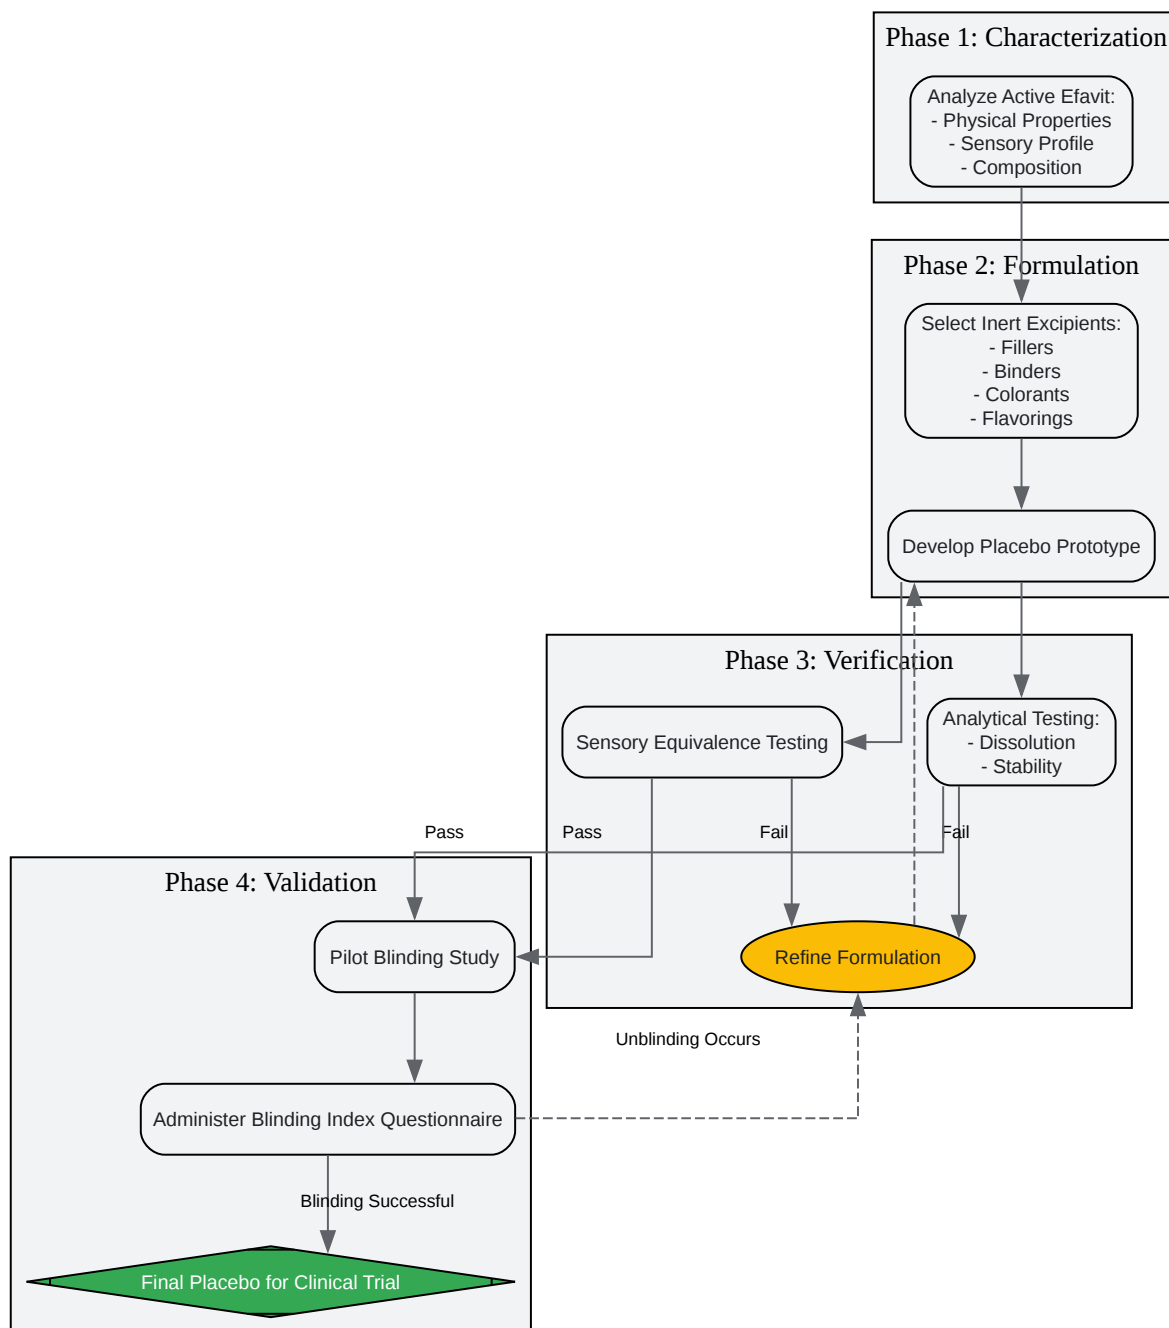 Phase 1: Characterization
Analyze Active Efavit:
- Physical Properties
- Sensory Profile
- Composition
Phase 2: Formulation
Select Inert Excipients:
- Fillers
- Binders
- Colorants
- Flavorings
Develop Placebo Prototype
Phase 3: Verification
Sensory Equivalence Testing
Analytical Testing:
- Dissolution
- Stability
Pass
Pass
Fail
Fail
Phase 4: Validation
Pilot Blinding Study
Refine Formulation
Unblinding Occurs
Administer Blinding Index Questionnaire
Blinding Successful
Final Placebo for Clinical Trial